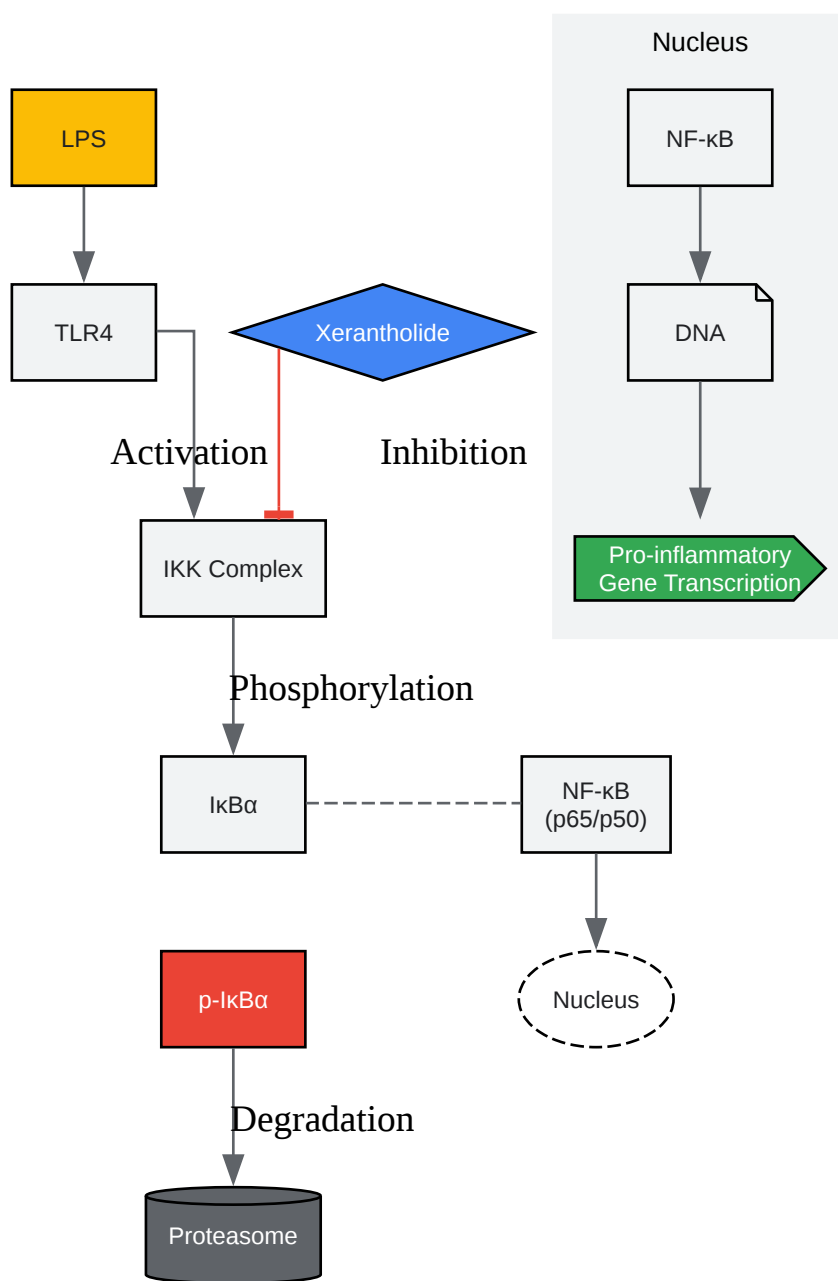 Nucleus
LPS
NF-κB
TLR4
Xerantholide
DNA
Activation
Inhibition
IKK Complex
Pro-inflammatory
Gene Transcription
Phosphorylation
IκBα
NF-κB
(p65/p50)
p-IκBα
Nucleus
Degradation
Proteasome